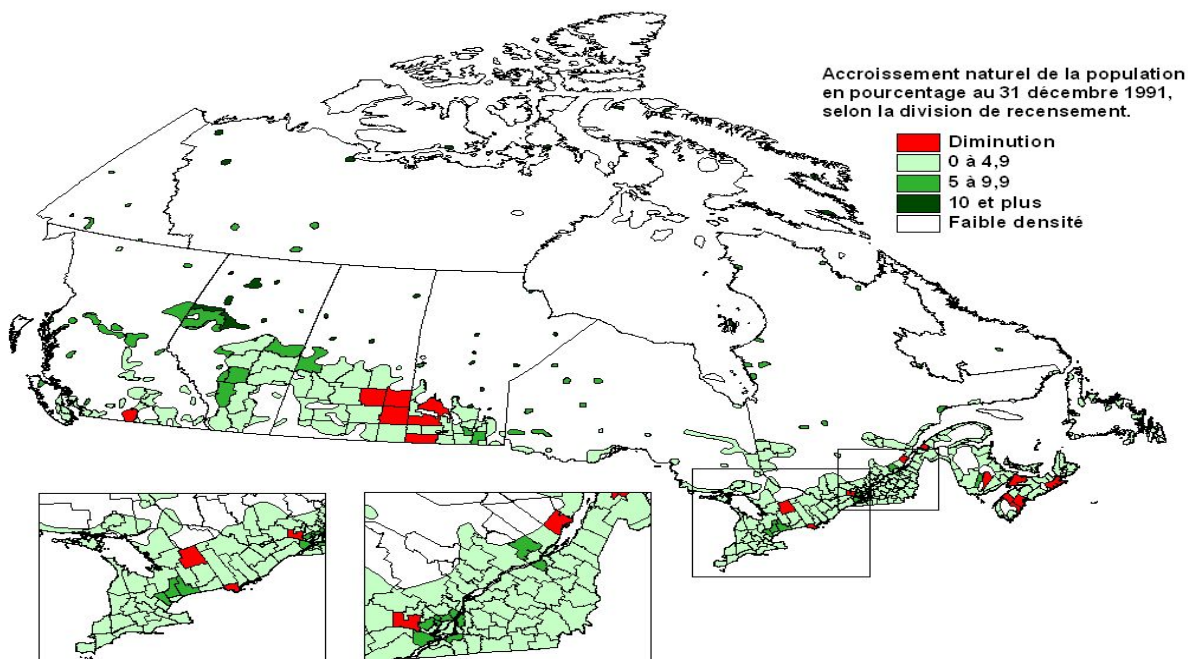 Accroissement naturel de la population
en pourcentage au 31 décembre 1991,
selon la division de recensement.
Diminution
0 à 4,9
5 à 9,9
10 et plus
Faible densité